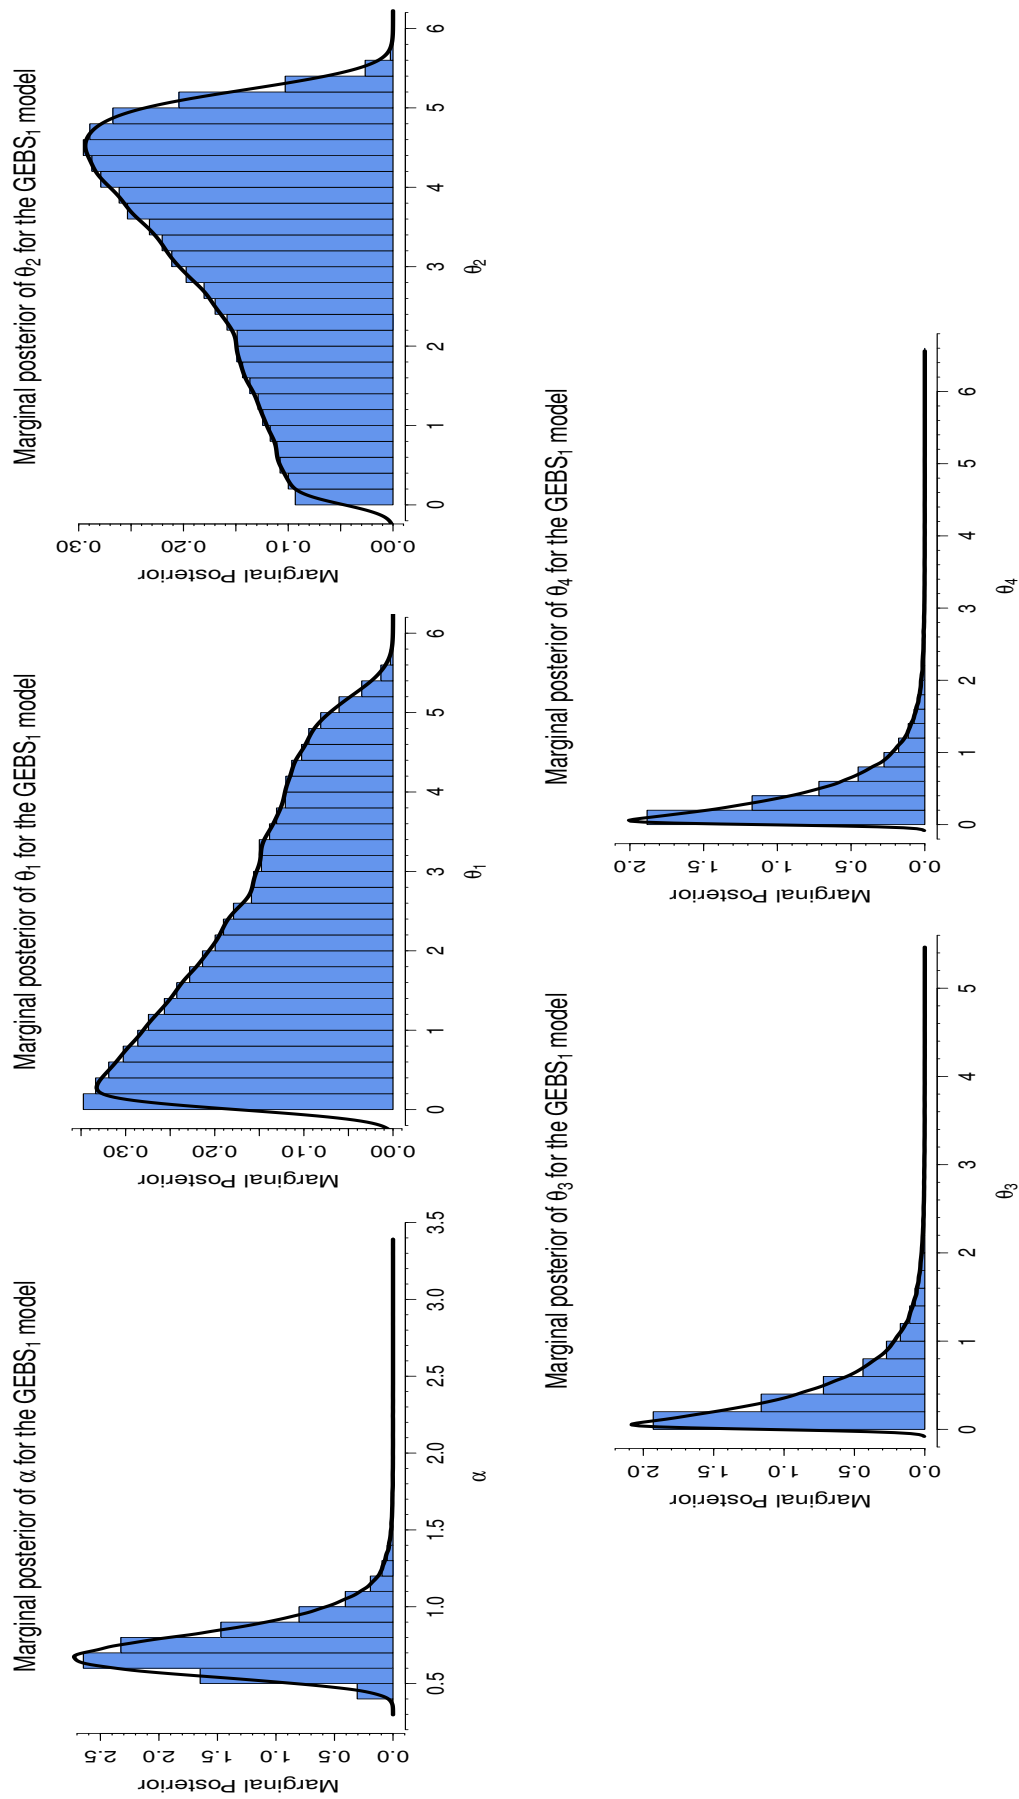 Marginal posterior of α for the GEBS₁ model
Marginal Posterior
0.0 0.5 1.0 1.5 2.0 2.5
0.5 1.0 1.5 2.0 2.5 3.0 3.5
α
Marginal posterior of θ₁ for the GEBS₁ model
Marginal Posterior
0.00 0.10 0.20 0.30
0 1 2 3 4 5 6
θ₁
Marginal posterior of θ₂ for the GEBS₁ model
Marginal Posterior
0.00 0.10 0.20 0.30
0 1 2 3 4 5 6
θ₂
Marginal posterior of θ₃ for the GEBS₁ model
Marginal Posterior
0.0 0.5 1.0 1.5 2.0
0 1 2 3 4 5
θ₃
Marginal posterior of θ₄ for the GEBS₁ model
Marginal Posterior
0.0 0.5 1.0 1.5 2.0
0 1 2 3 4 5 6
θ₄